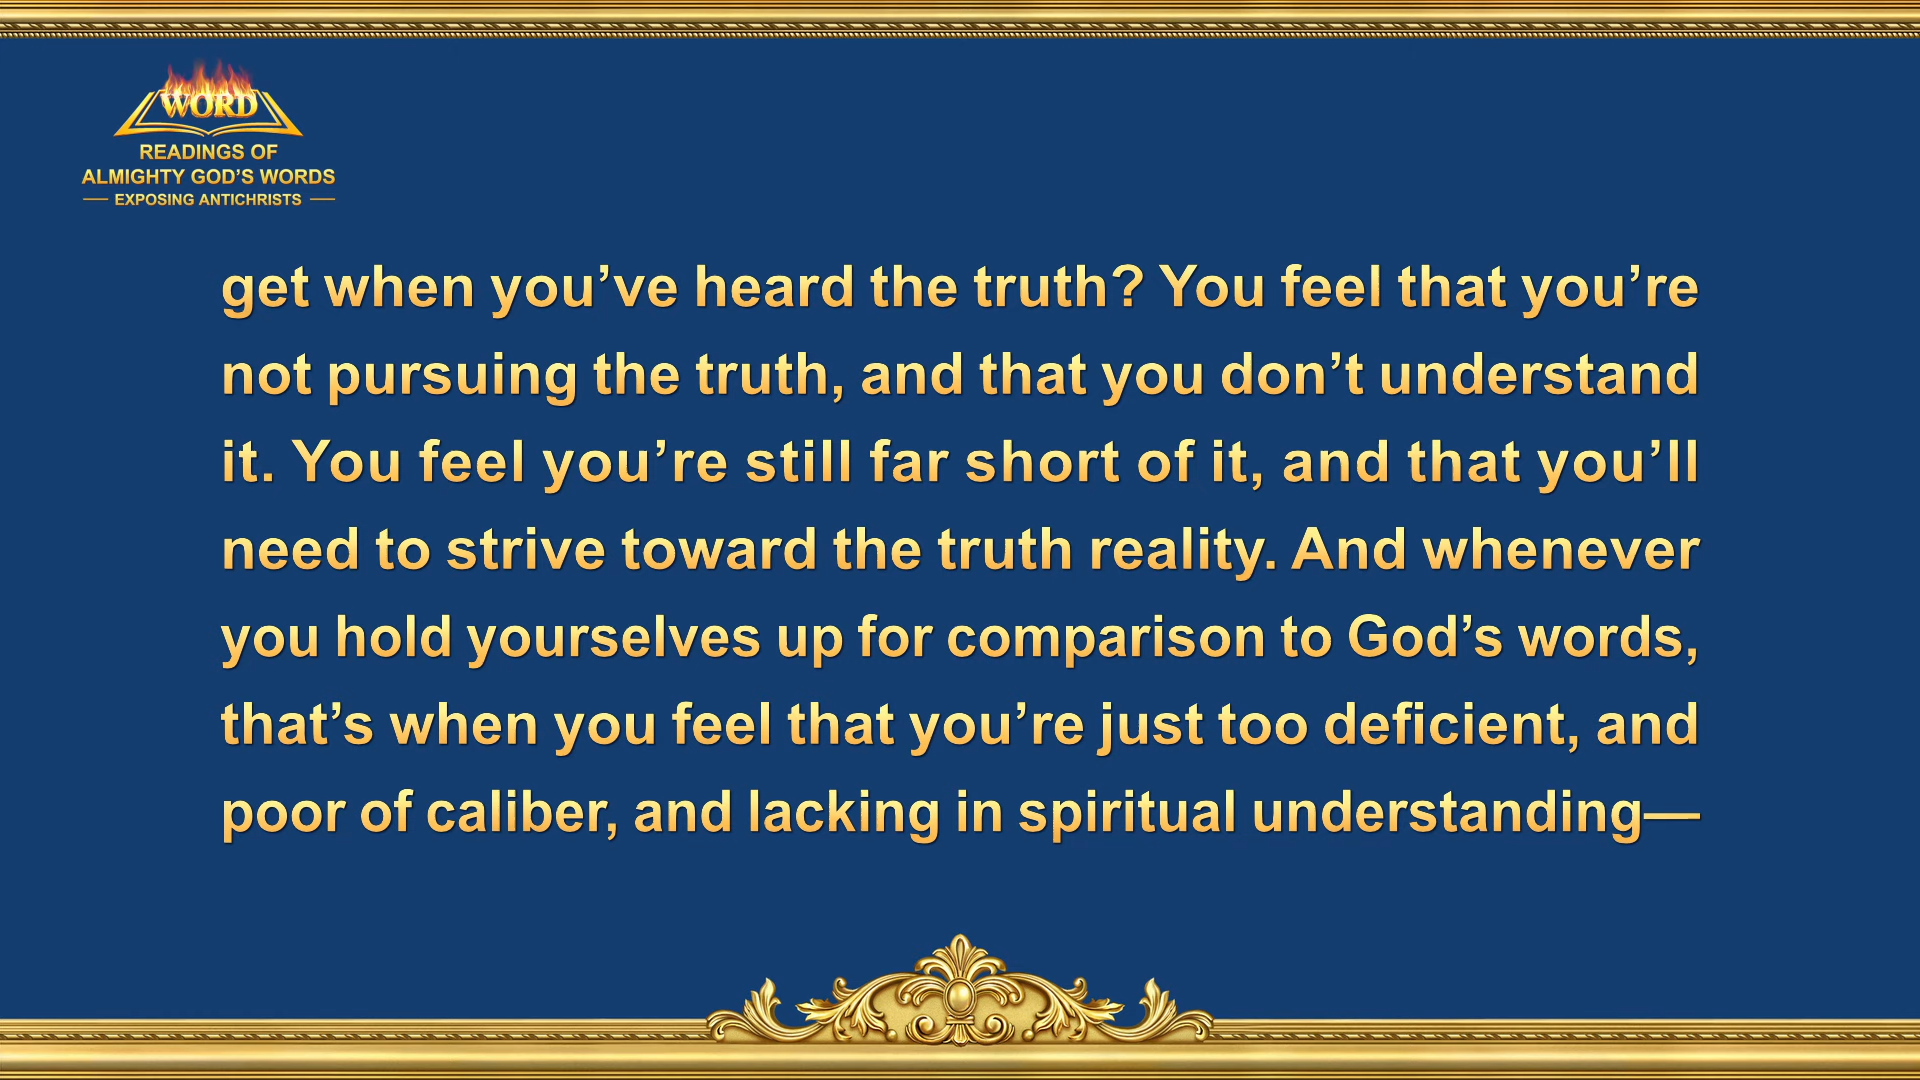 WORD
READINGS OF
ALMIGHTY GOD’S WORDS
EXPOSING ANTICHRISTS
get when you’ve heard the truth? You feel that you’re
not pursuing the truth, and that you don’t understand
it. You feel you’re still far short of it, and that you’ll
need to strive toward the truth reality. And whenever
you hold yourselves up for comparison to God’s words,
that’s when you feel that you’re just too deficient, and
poor of caliber, and lacking in spiritual understanding—